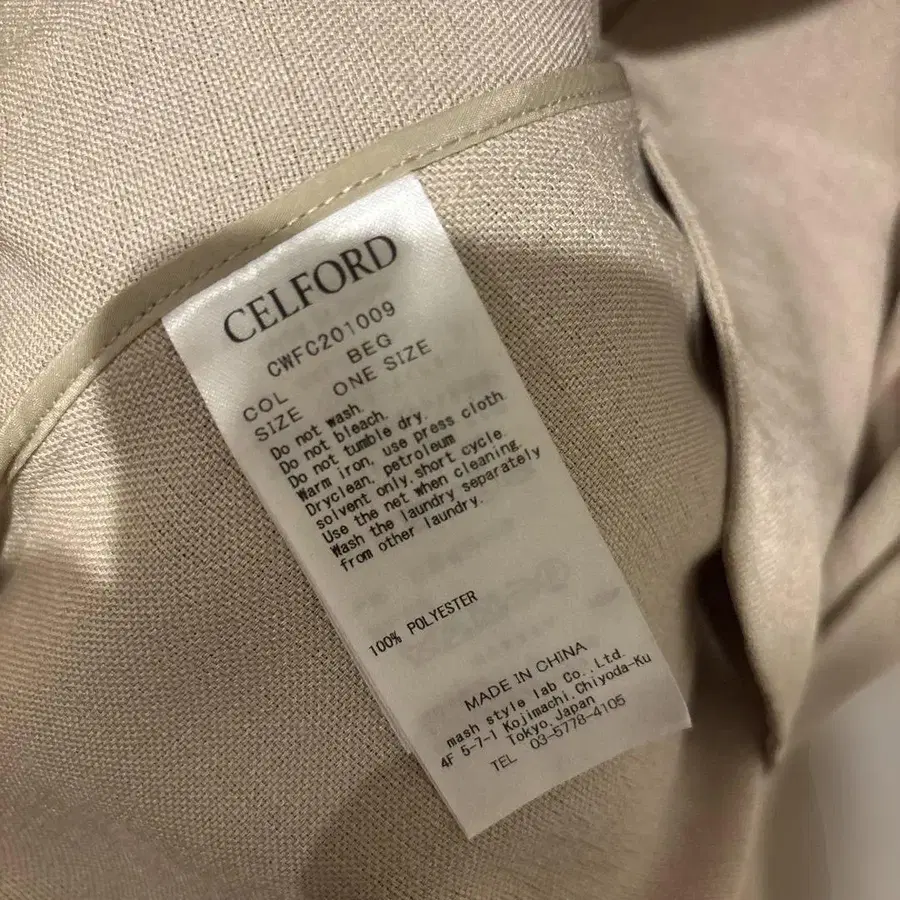 CELFORD
CWFC201009
COL BEG
SIZE ONE SIZE
Do not wash.
Do not bleach.
Do not tumble dry.
Warm iron, use press cloth.
Dryclean, petroleum
solvent only, short cycle.
Use the net when cleaning.
Wash the laundry separately
from other laundry.
100% POLYESTER
MADE IN CHINA
mash style lab Co.,Ltd.
4F 5-7-1 Kojimachi,Chiyoda-Ku
Tokyo,Japan
TEL 03-5778-4105